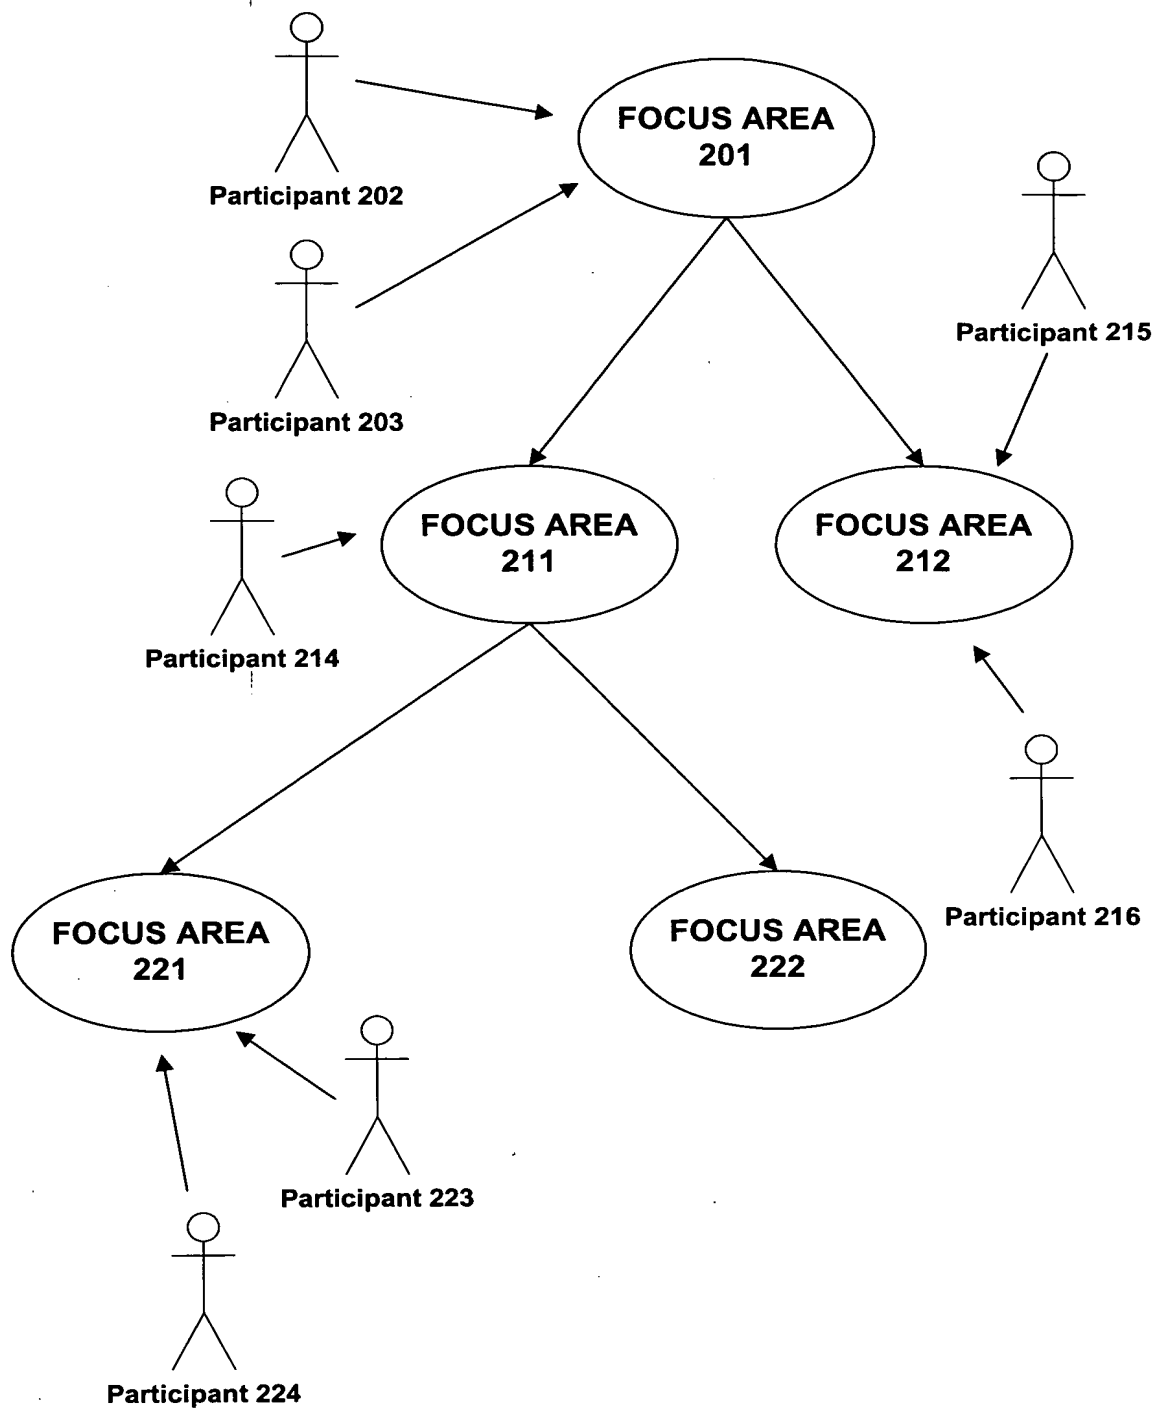 FOCUS AREA
201
Participant 202
Participant 215
Participant 203
FOCUS AREA
211
FOCUS AREA
212
Participant 214
FOCUS AREA
221
FOCUS AREA
222
Participant 216
Participant 223
Participant 224